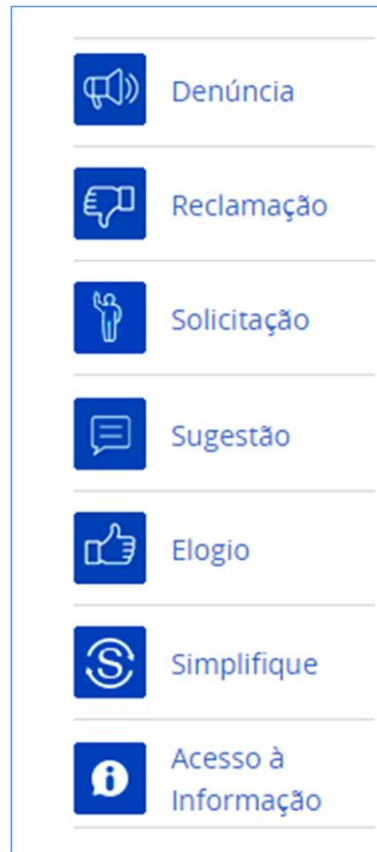 Denúncia
Reclamação
Solicitação
Sugestão
Elogio
S
Simplifique
i
Acesso à
Informação